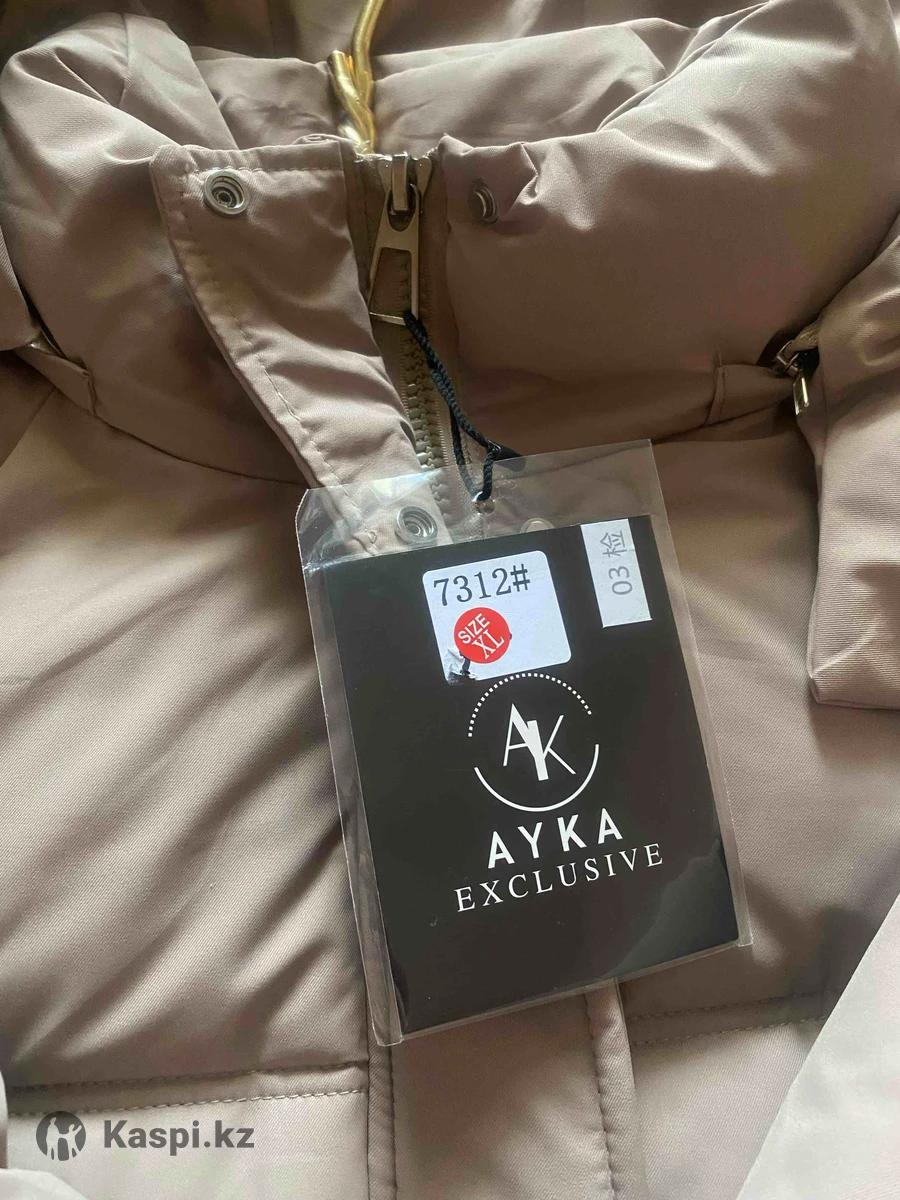 7312#
SIZE
XL
03 检
AK
AYKA
EXCLUSIVE
Kaspi.kz